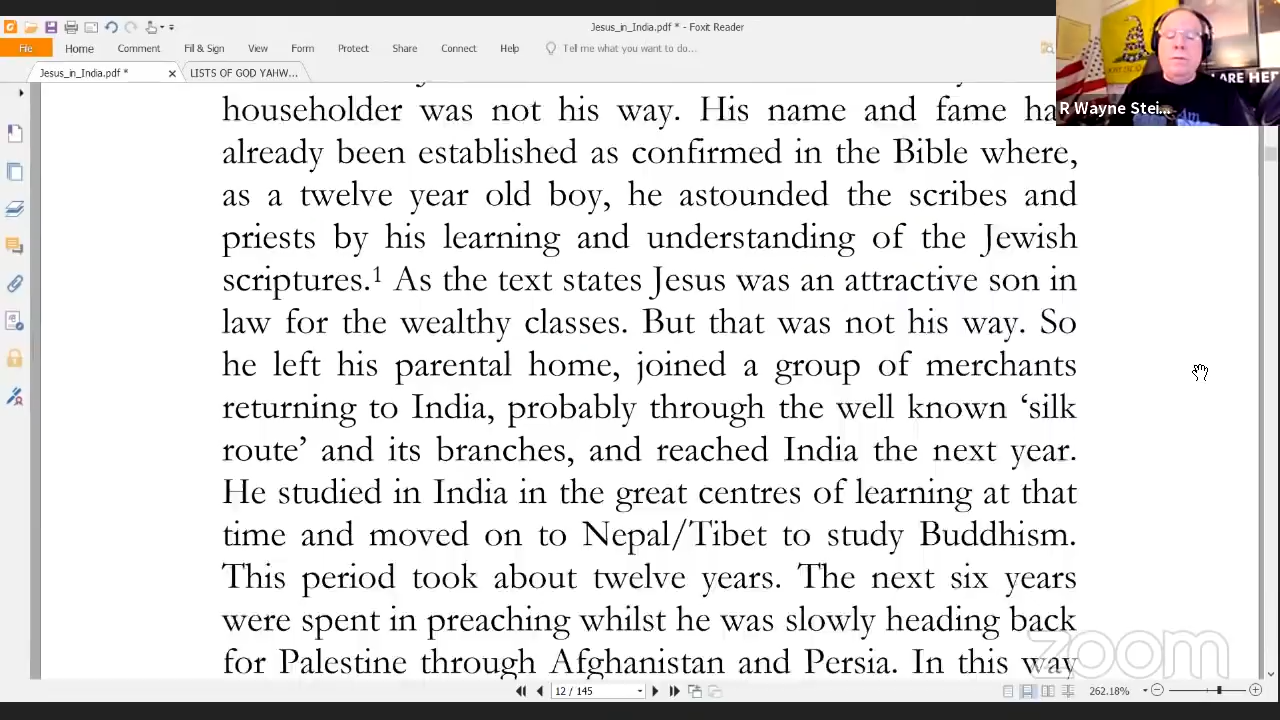 Jesus_in_India.pdf * - Foxit Reader
File Home Comment Fill & Sign View Form Protect Share Connect Help Tell me what you want to do...
Jesus_in_India.pdf * LISTS OF GOD YAHW...
householder was not his way. His name and fame ha
already been established as confirmed in the Bible where,
as a twelve year old boy, he astounded the scribes and
priests by his learning and understanding of the Jewish
scriptures.¹ As the text states Jesus was an attractive son in
law for the wealthy classes. But that was not his way. So
he left his parental home, joined a group of merchants
returning to India, probably through the well known ‘silk
route’ and its branches, and reached India the next year.
He studied in India in the great centres of learning at that
time and moved on to Nepal/Tibet to study Buddhism.
This period took about twelve years. The next six years
were spent in preaching whilst he was slowly heading back
for Palestine through Afghanistan and Persia. In this way
R Wayne Stei...
ARE HER
zoom
12 / 145
262.18%